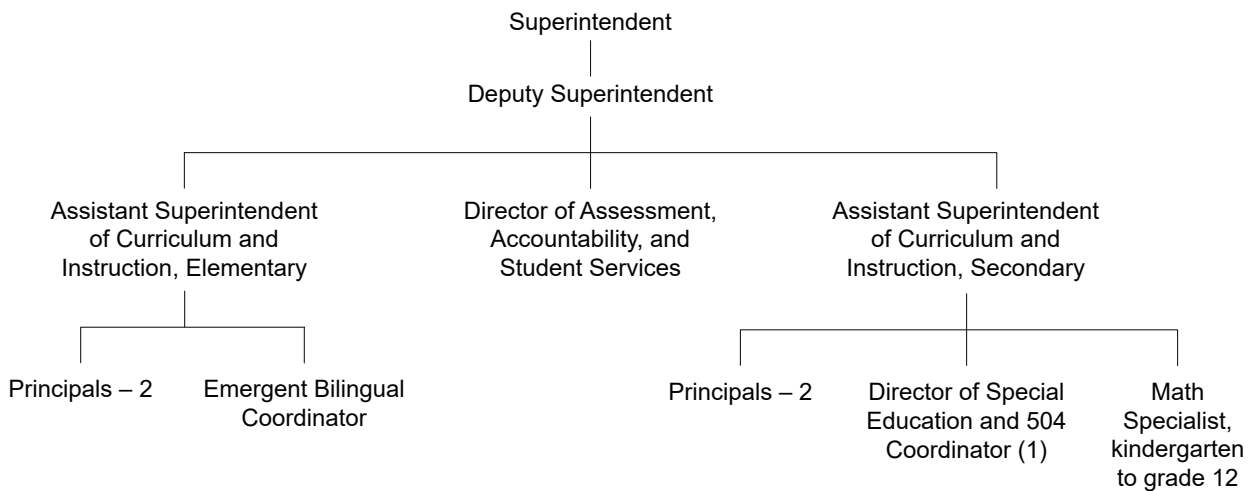 Superintendent
Deputy Superintendent
Assistant Superintendent
of Curriculum and
Instruction, Elementary
Director of Assessment,
Accountability, and
Student Services
Assistant Superintendent
of Curriculum and
Instruction, Secondary
Principals – 2
Emergent Bilingual
Coordinator
Principals – 2
Director of Special
Education and 504
Coordinator (1)
Math
Specialist,
kindergarten
to grade 12